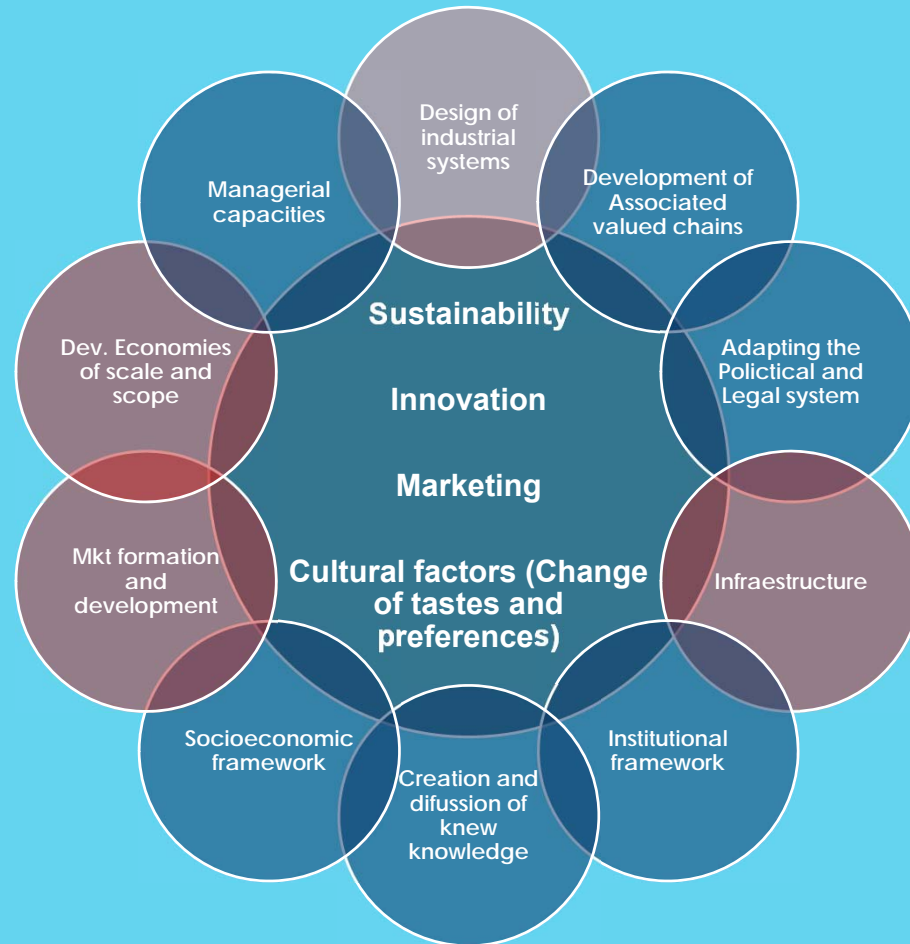 Design of
industrial
systems
Development of
Associated
valued chains
Adapting the
Polictical and
Legal system
Infraestructure
Institutional
framework
Creation and
difussion of
knew
knowledge
Socioeconomic
framework
Mkt formation
and
development
Dev. Economies
of scale and
scope
Managerial
capacities
Sustainability
Innovation
Marketing
Cultural factors (Change
of tastes and
preferences)